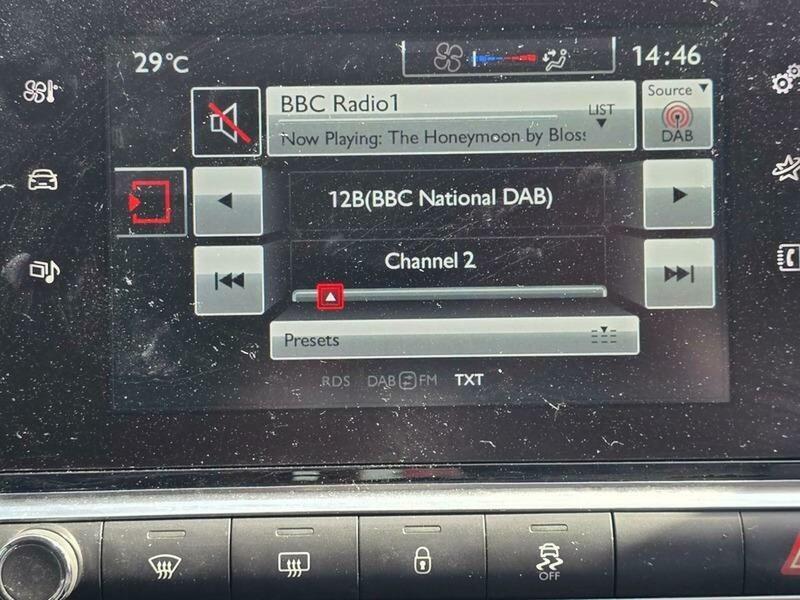 29°C
14:46
BBC Radio1
LIST
Source
DAB
Now Playing: The Honeymoon by Blos
12B(BBC National DAB)
Channel 2
Presets
RDS DAB FM TXT
OFF